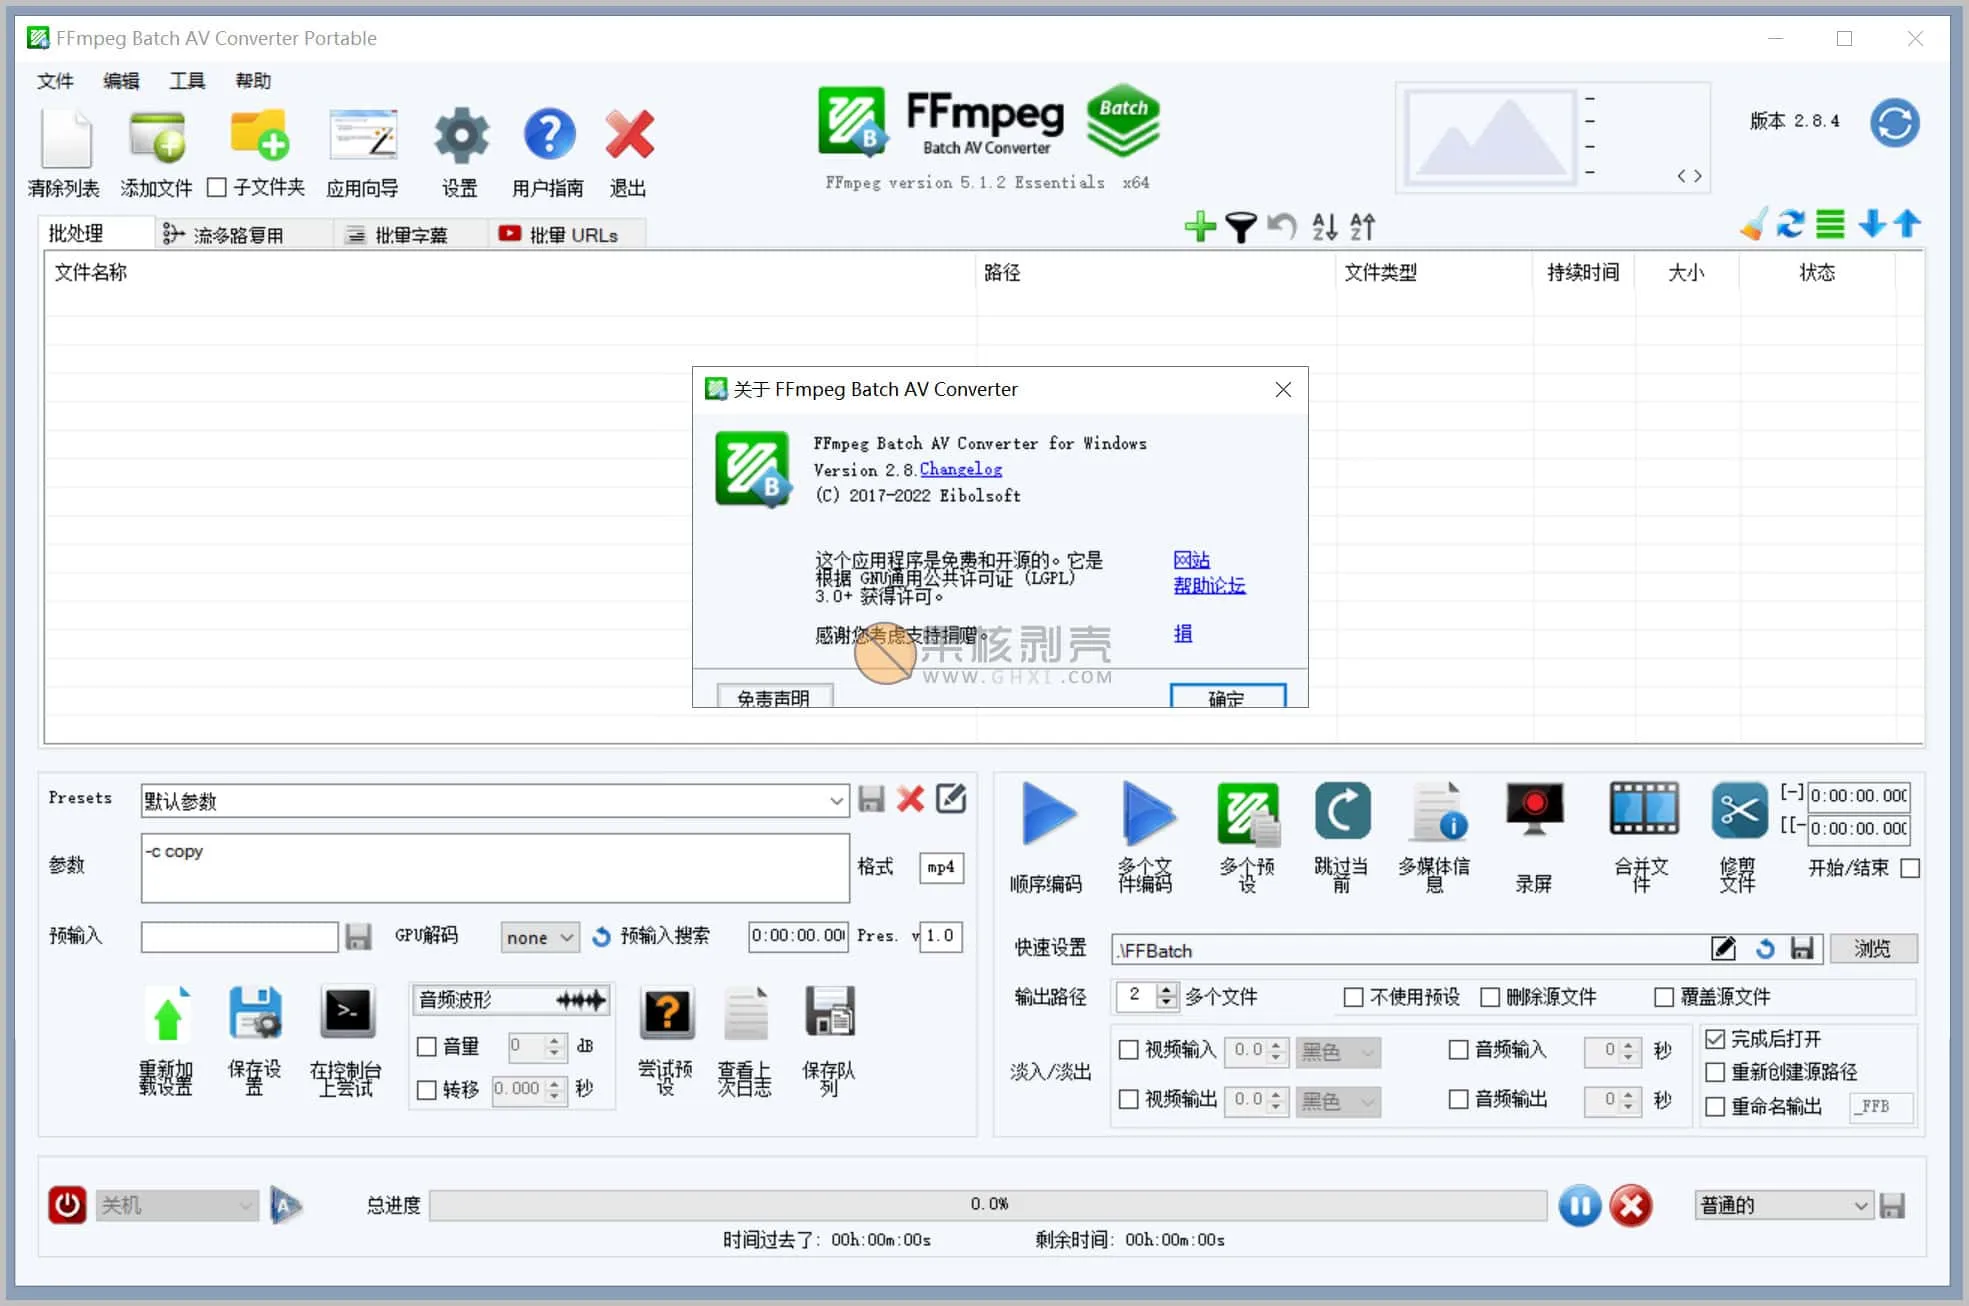 FFmpeg Batch AV Converter Portable
文件 编辑 工具 帮助
清除列表 添加文件 子文件夹 应用向导 设置 用户指南 退出
FFmpeg
Batch AV Converter
Batch
FFmpeg version 5.1.2 Essentials x64
版本 2.8.4
批处理 流多路复用 批量字幕 批量 URLs
文件名称 路径 文件类型 持续时间 大小 状态
关于 FFmpeg Batch AV Converter
FFmpeg Batch AV Converter for Windows
Version 2.8.Changelog
(C) 2017-2022 Eibolsoft
这个应用程序是免费和开源的。它是
根据 GNU通用公共许可证 (LGPL)
3.0+ 获得许可。
网站
帮助论坛
感谢您考虑支持捐赠。
捐
果核剥壳
WWW.GHXI.COM
免责声明 确定
Presets 默认参数
参数 -c copy 格式 mp4
预输入 GPU解码 none 预输入搜索 0:00:00.00 Pres. v 1.0
重新加
载设置
保存设
置
在控制台
上尝试
音频波形
音量 0 dB
转移 0.000 秒
尝试预
设
查看上
次日志
保存队
列
顺序编码
多个文
件编码
多个预
设
跳过当
前
多媒体信
息
录屏
合并文
件
修剪
文件
[-] 0:00:00.000
[[- 0:00:00.000
开始/结束
快速设置 .\FFBatch 浏览
输出路径 2 多个文件 不使用预设 删除源文件 覆盖源文件
淡入/淡出
视频输入 0.0 黑色 音频输入 0 秒
视频输出 0.0 黑色 音频输出 0 秒
完成后打开
重新创建源路径
重命名输出 _FFB
关机 总进度 0.0% 普通的
时间过去了: 00h:00m:00s 剩余时间: 00h:00m:00s